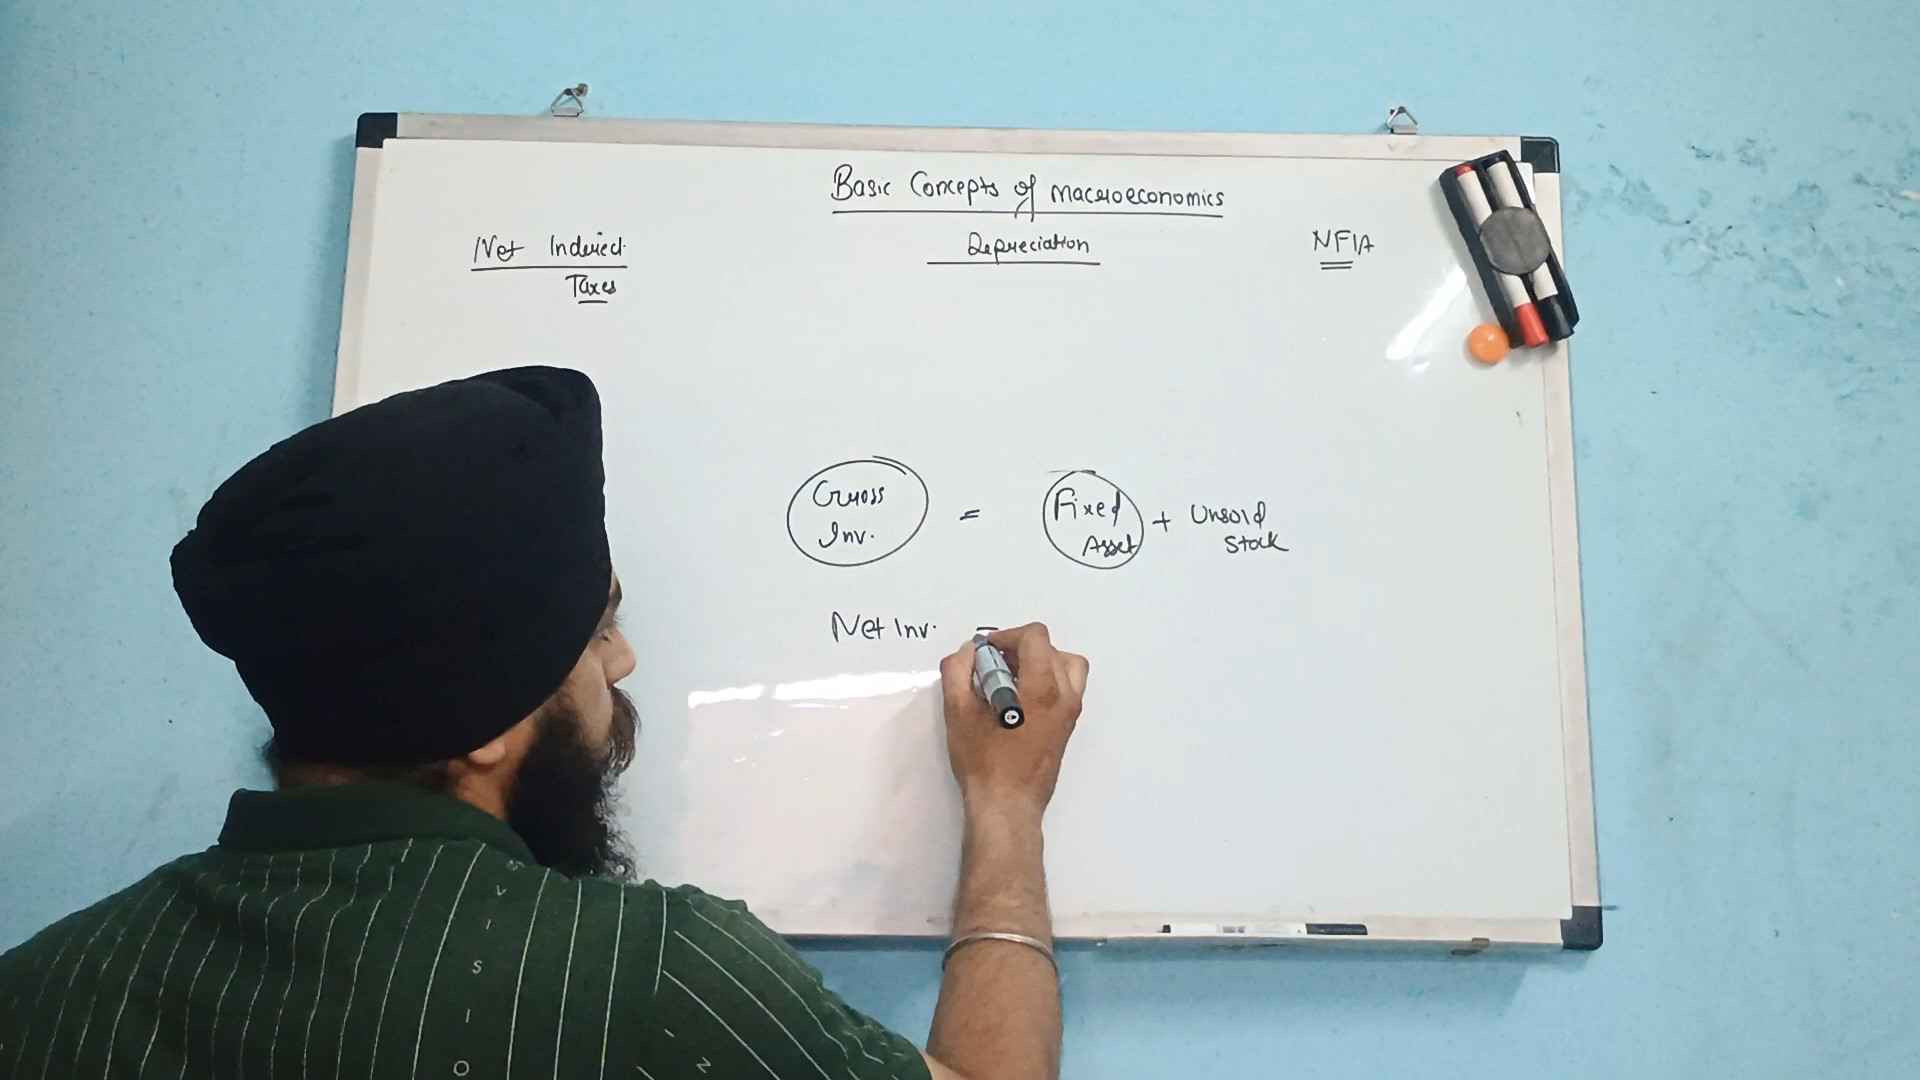 Basic Concepts of Macroeconomics
Net Indirect
Taxes
Depreciation
NFIA
Gross
Inv.
=
Fixed
Asset
+
Unsold
Stock
Net Inv. =